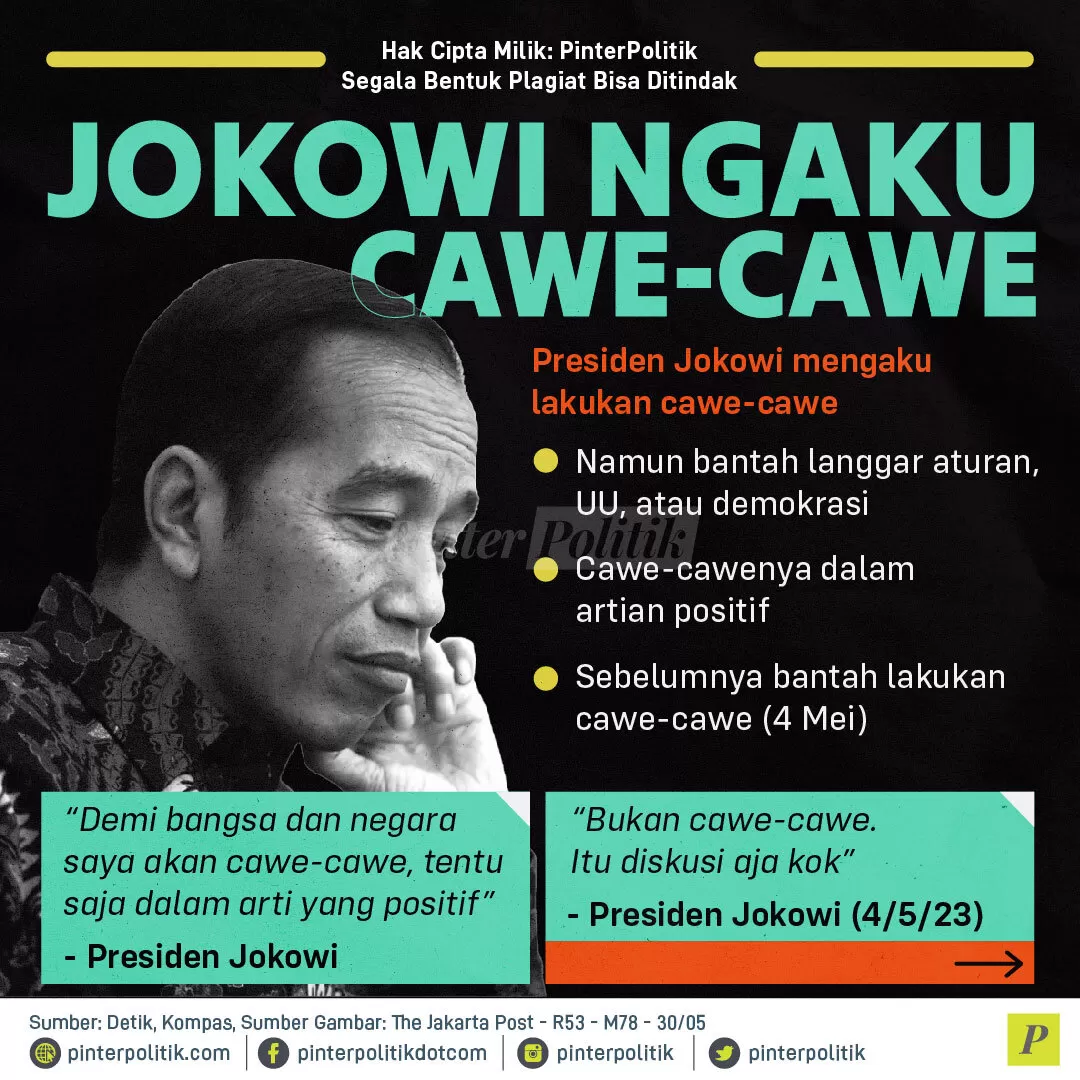 Hak Cipta Milik: PinterPolitik
Segala Bentuk Plagiat Bisa Ditindak
JOKOWI NGAKU
CAWE-CAWE
Presiden Jokowi mengaku
lakukan cawe-cawe
Namun bantah langgar aturan,
UU, atau demokrasi
nter Politik
Cawe-cawenya dalam
artian positif
Sebelumnya bantah lakukan
cawe-cawe (4 Mei)
“Demi bangsa dan negara
saya akan cawe-cawe, tentu
saja dalam arti yang positif”
- Presiden Jokowi
“Bukan cawe-cawe.
Itu diskusi aja kok”
- Presiden Jokowi (4/5/23)
Sumber: Detik, Kompas, Sumber Gambar: The Jakarta Post - R53 - M78 - 30/05
pinterpolitik.com
pinterpolitikdotcom
pinterpolitik
pinterpolitik
P